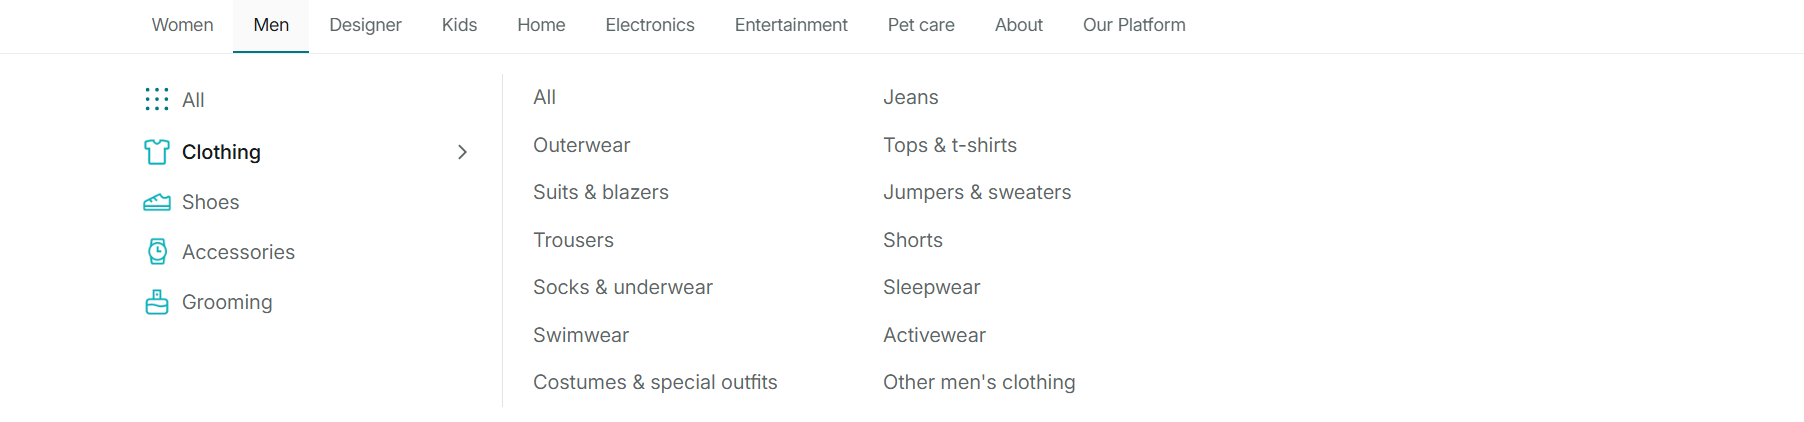 Women Men Designer Kids Home Electronics Entertainment Pet care About Our Platform
All
Clothing
Shoes
Accessories
Grooming
All
Outerwear
Suits & blazers
Trousers
Socks & underwear
Swimwear
Costumes & special outfits
Jeans
Tops & t-shirts
Jumpers & sweaters
Shorts
Sleepwear
Activewear
Other men's clothing